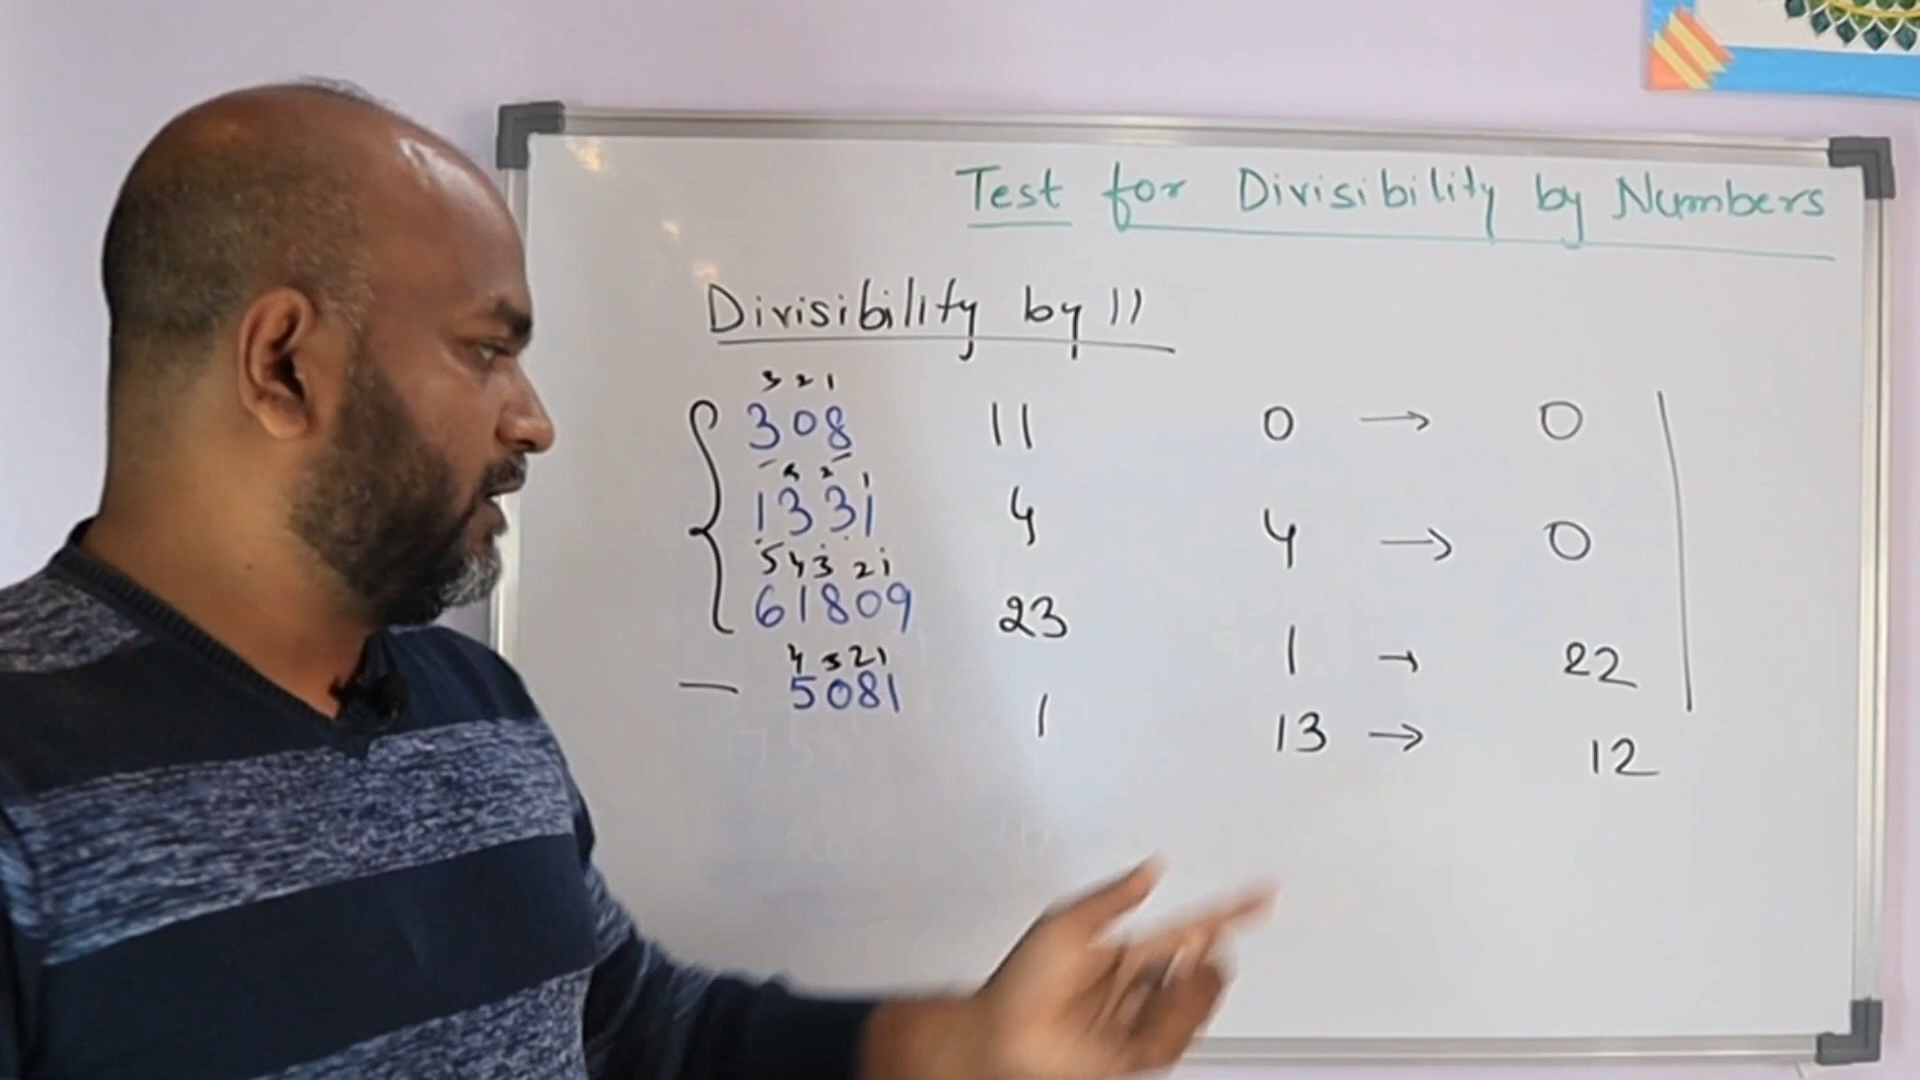 Test for Divisibility by Numbers
Divisibility by 11
3 2 1
308 11 0 → 0
4 2 1
1331 4 4 → 0
5 4 3 2 1
61809 23 1 → 22
4 3 2 1
— 5081 1 13 → 12